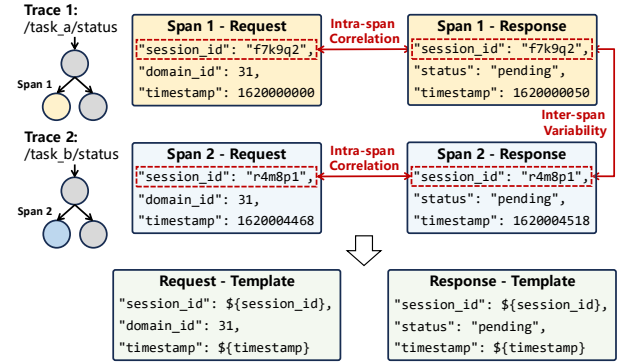 Trace 1:
/task_a/status
Span 1
Span 1 - Request
"session_id": "f7k9q2",
"domain_id": 31,
"timestamp": 1620000000
Intra-span
Correlation
Span 1 - Response
"session_id": "f7k9q2",
"status": "pending",
"timestamp": 1620000050
Inter-span
Variability
Trace 2:
/task_b/status
Span 2
Span 2 - Request
"session_id": "r4m8p1",
"domain_id": 31,
"timestamp": 1620004468
Intra-span
Correlation
Span 2 - Response
"session_id": "r4m8p1",
"status": "pending",
"timestamp": 1620004518
Request - Template
"session_id": ${session_id},
"domain_id": 31,
"timestamp": ${timestamp}
Response - Template
"session_id": ${session_id},
"status": "pending",
"timestamp": ${timestamp}